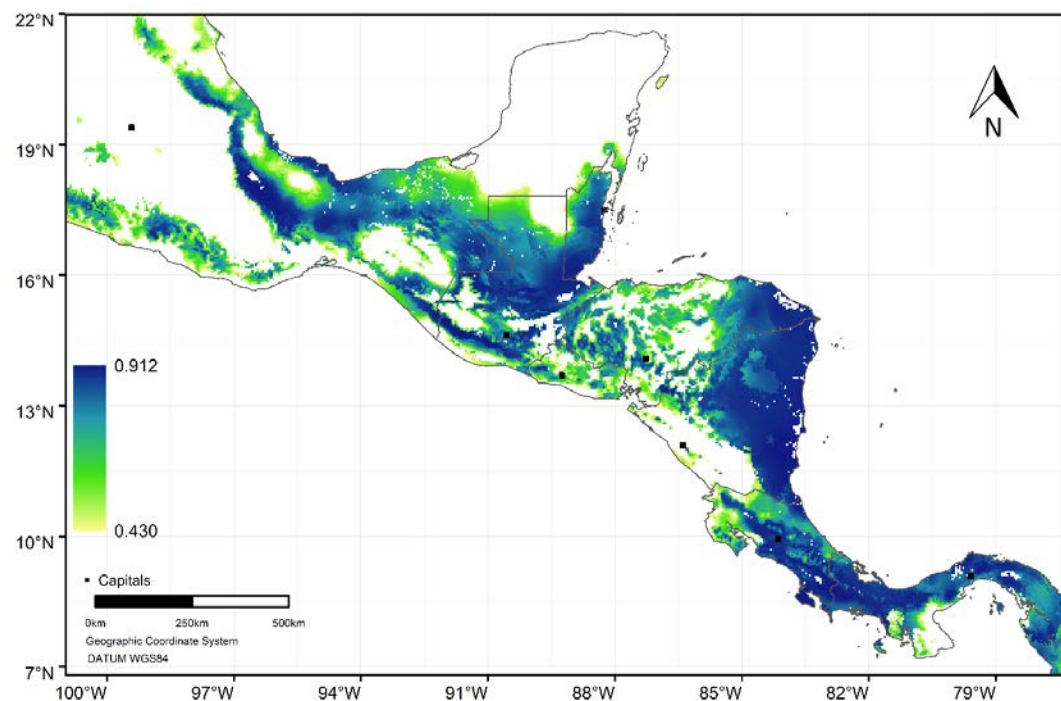 22°N
19°N
16°N
13°N
10°N
7°N
N
0.912
0.430
Capitals
0km 250km 500km
Geographic Coordinate System
DATUM WGS84
100°W 97°W 94°W 91°W 88°W 85°W 82°W 79°W